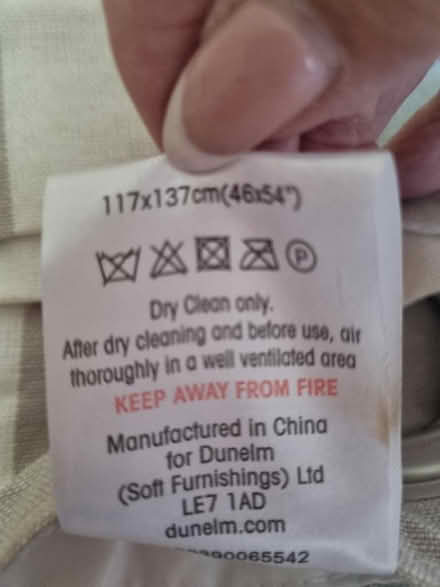 117x137cm(46x54")
P
Dry Clean only.
After dry cleaning and before use, air
thoroughly in a well ventilated area
KEEP AWAY FROM FIRE
Manufactured in China
for Dunelm
(Soft Furnishings) Ltd
LE7 1AD
dunelm.com